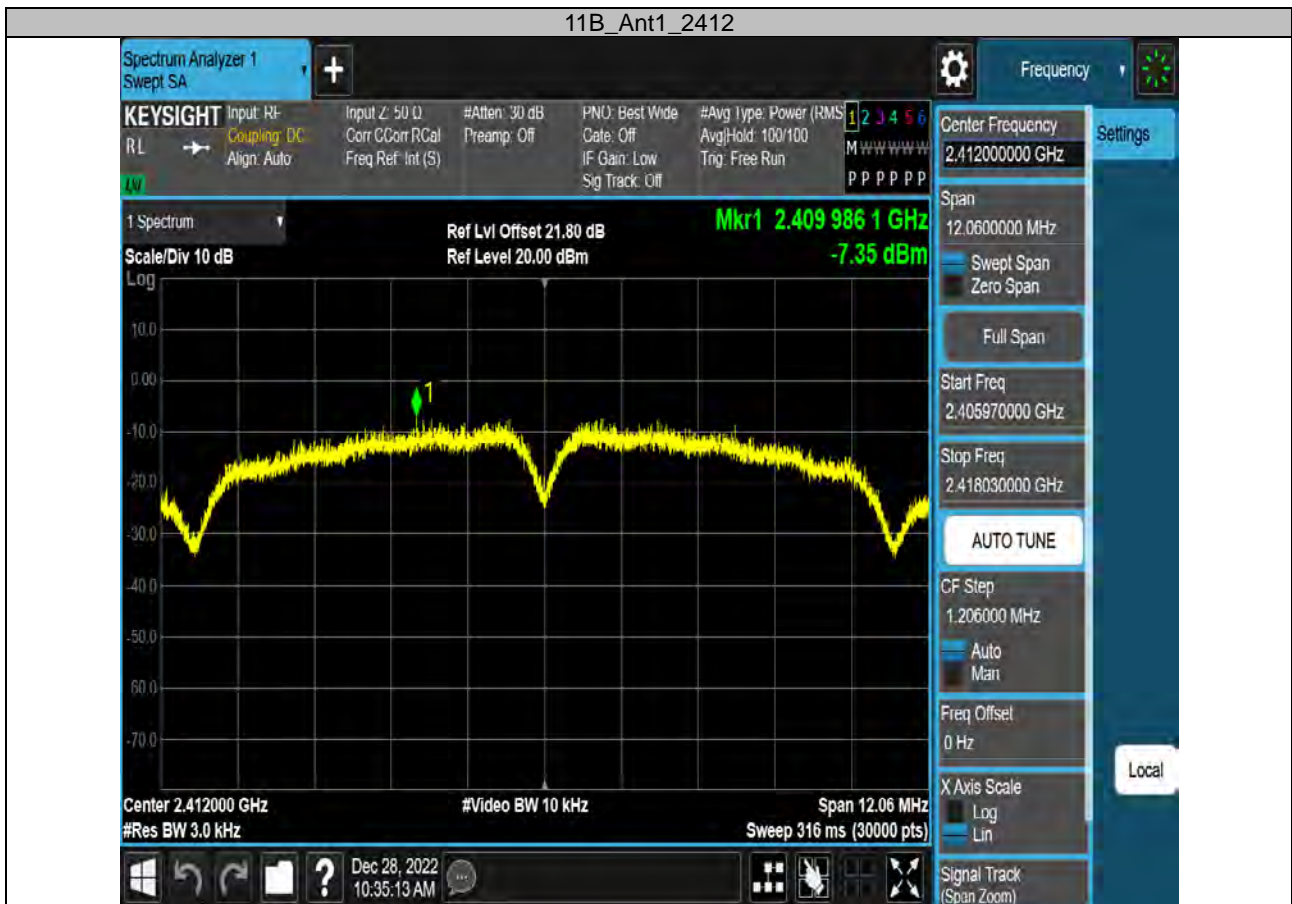 11B_Ant1_2412
Spectrum Analyzer 1
Swept SA
+
Frequency
KEYSIGHT
RL
Input: RF
Coupling: DC
Align: Auto
Input Z: 50 Ω
Corr CCorr RCal
Freq Ref: Int (S)
#Atten: 30 dB
Preamp: Off
PNO: Best Wide
Gate: Off
IF Gain: Low
Sig Track: Off
#Avg Type: Power (RMS
Avg|Hold: 100/100
Trig: Free Run
1 2 3 4 5 6
M W W W W W
P P P P P P
Center Frequency
2.412000000 GHz
Settings
Span
12.0600000 MHz
Swept Span
Zero Span
Full Span
Start Freq
2.405970000 GHz
Stop Freq
2.418030000 GHz
AUTO TUNE
CF Step
1.206000 MHz
Auto
Man
Freq Offset
0 Hz
X Axis Scale
Log
Lin
Signal Track
(Span Zoom)
Local
1 Spectrum
Scale/Div 10 dB
Ref Lvl Offset 21.80 dB
Ref Level 20.00 dBm
Mkr1 2.409 986 1 GHz
-7.35 dBm
Log
10.0
0.00
1
-10.0
-20.0
-30.0
-40.0
-50.0
-60.0
-70.0
Center 2.412000 GHz
#Video BW 10 kHz
Span 12.06 MHz
#Res BW 3.0 kHz
Sweep 316 ms (30000 pts)
?
Dec 28, 2022
10:35:13 AM